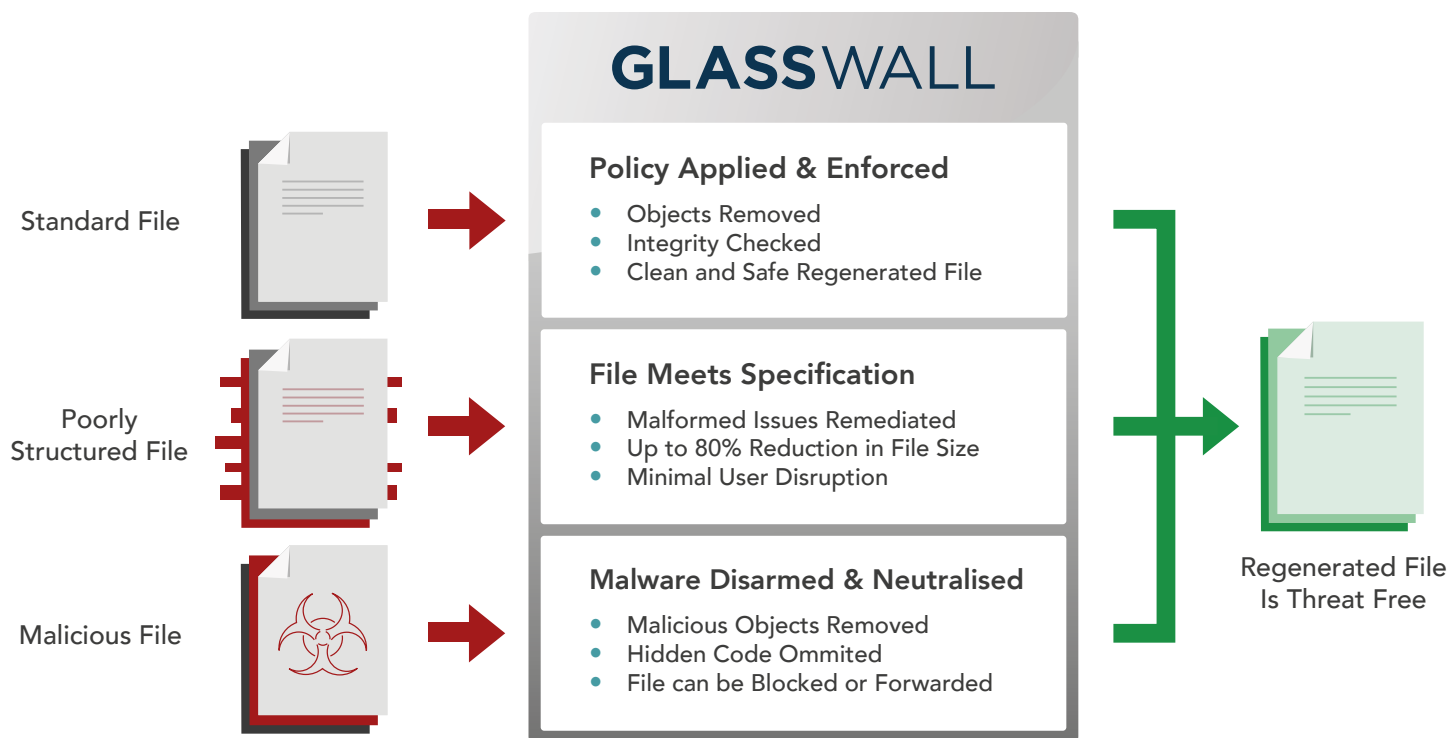 GLASSWALL
Standard File
Policy Applied & Enforced
• Objects Removed
• Integrity Checked
• Clean and Safe Regenerated File
Poorly
Structured File
File Meets Specification
• Malformed Issues Remediated
• Up to 80% Reduction in File Size
• Minimal User Disruption
Malicious File
Malware Disarmed & Neutralised
• Malicious Objects Removed
• Hidden Code Ommited
• File can be Blocked or Forwarded
Regenerated File
Is Threat Free